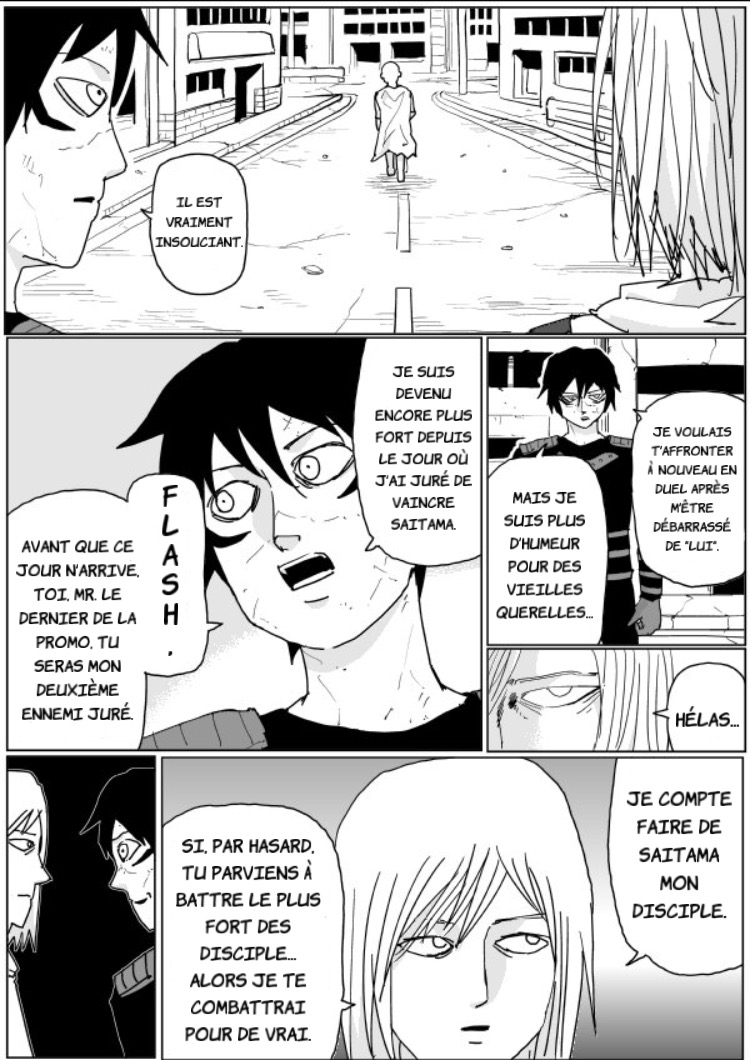 IL EST
VRAIMENT
INSOUCIANT.
JE VOULAIS
T'AFFRONTER
À NOUVEAU EN
DUEL APRÈS
M'ÊTRE
DÉBARRASSÉ
DE "LUI".
MAIS JE
SUIS PLUS
D'HUMEUR
POUR DES
VIEILLES
QUERELLES...
JE SUIS
DEVENU
ENCORE PLUS
FORT DEPUIS
LE JOUR OÙ
J'AI JURÉ DE
VAINCRE
SAITAMA.
FLASH.
AVANT QUE CE
JOUR N'ARRIVE,
TOI, MR. LE
DERNIER DE LA
PROMO, TU
SERAS MON
DEUXIÈME
ENNEMI JURÉ.
HÉLAS...
JE COMPTE
FAIRE DE
SAITAMA
MON
DISCIPLE.
SI, PAR HASARD,
TU PARVIENS À
BATTRE LE PLUS
FORT DES
DISCIPLE...
ALORS JE TE
COMBATTRAI
POUR DE VRAI.